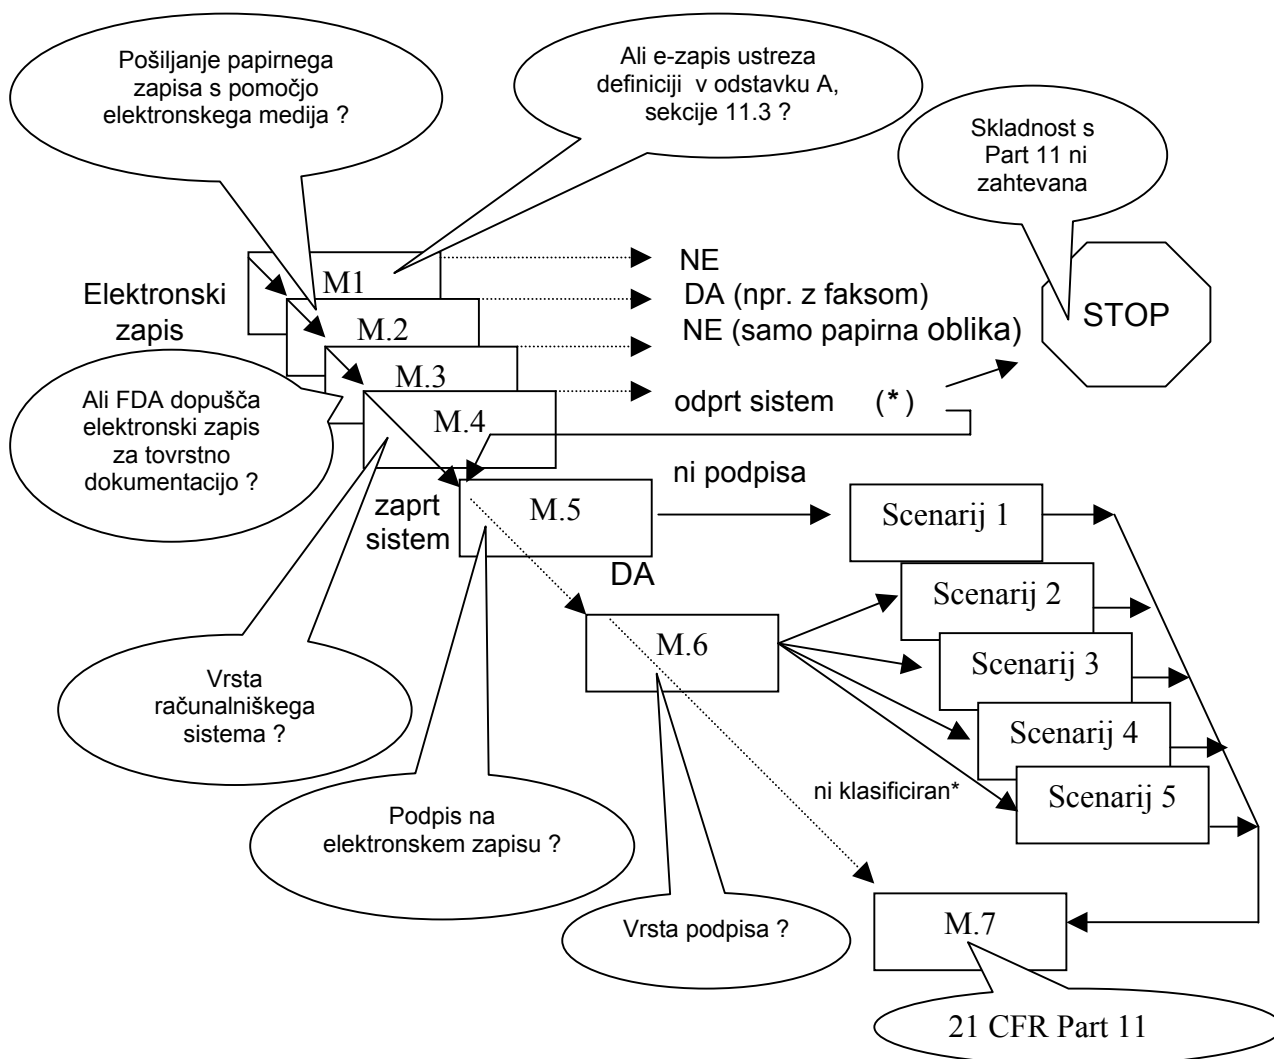 Pošiljanje papirnega
zapisa s pomočjo
elektronskega medija ?
Ali e-zapis ustreza
definiciji v odstavku A,
sekcije 11.3 ?
Skladnost s
Part 11 ni
zahtevana
Elektronski
zapis
M1
M.2
M.3
M.4
NE
DA (npr. z faksom)
NE (samo papirna oblika)
odprt sistem (*)
STOP
Ali FDA dopušča
elektronski zapis
za tovrstno
dokumentacijo ?
zaprt
sistem
M.5
ni podpisa
DA
Scenarij 1
Scenarij 2
Scenarij 3
Scenarij 4
Scenarij 5
M.6
Vrsta
računalniškega
sistema ?
ni klasificiran*
Podpis na
elektronskem zapisu ?
Vrsta podpisa ?
M.7
21 CFR Part 11